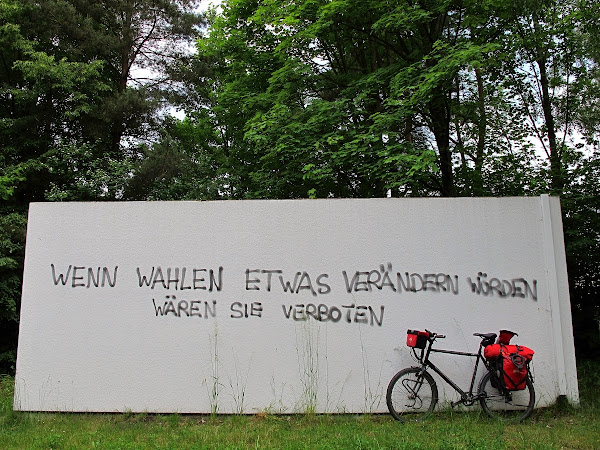 WENN WAHLEN ETWAS VERÄNDERN WÜRDEN
WÄREN SIE VERBOTEN